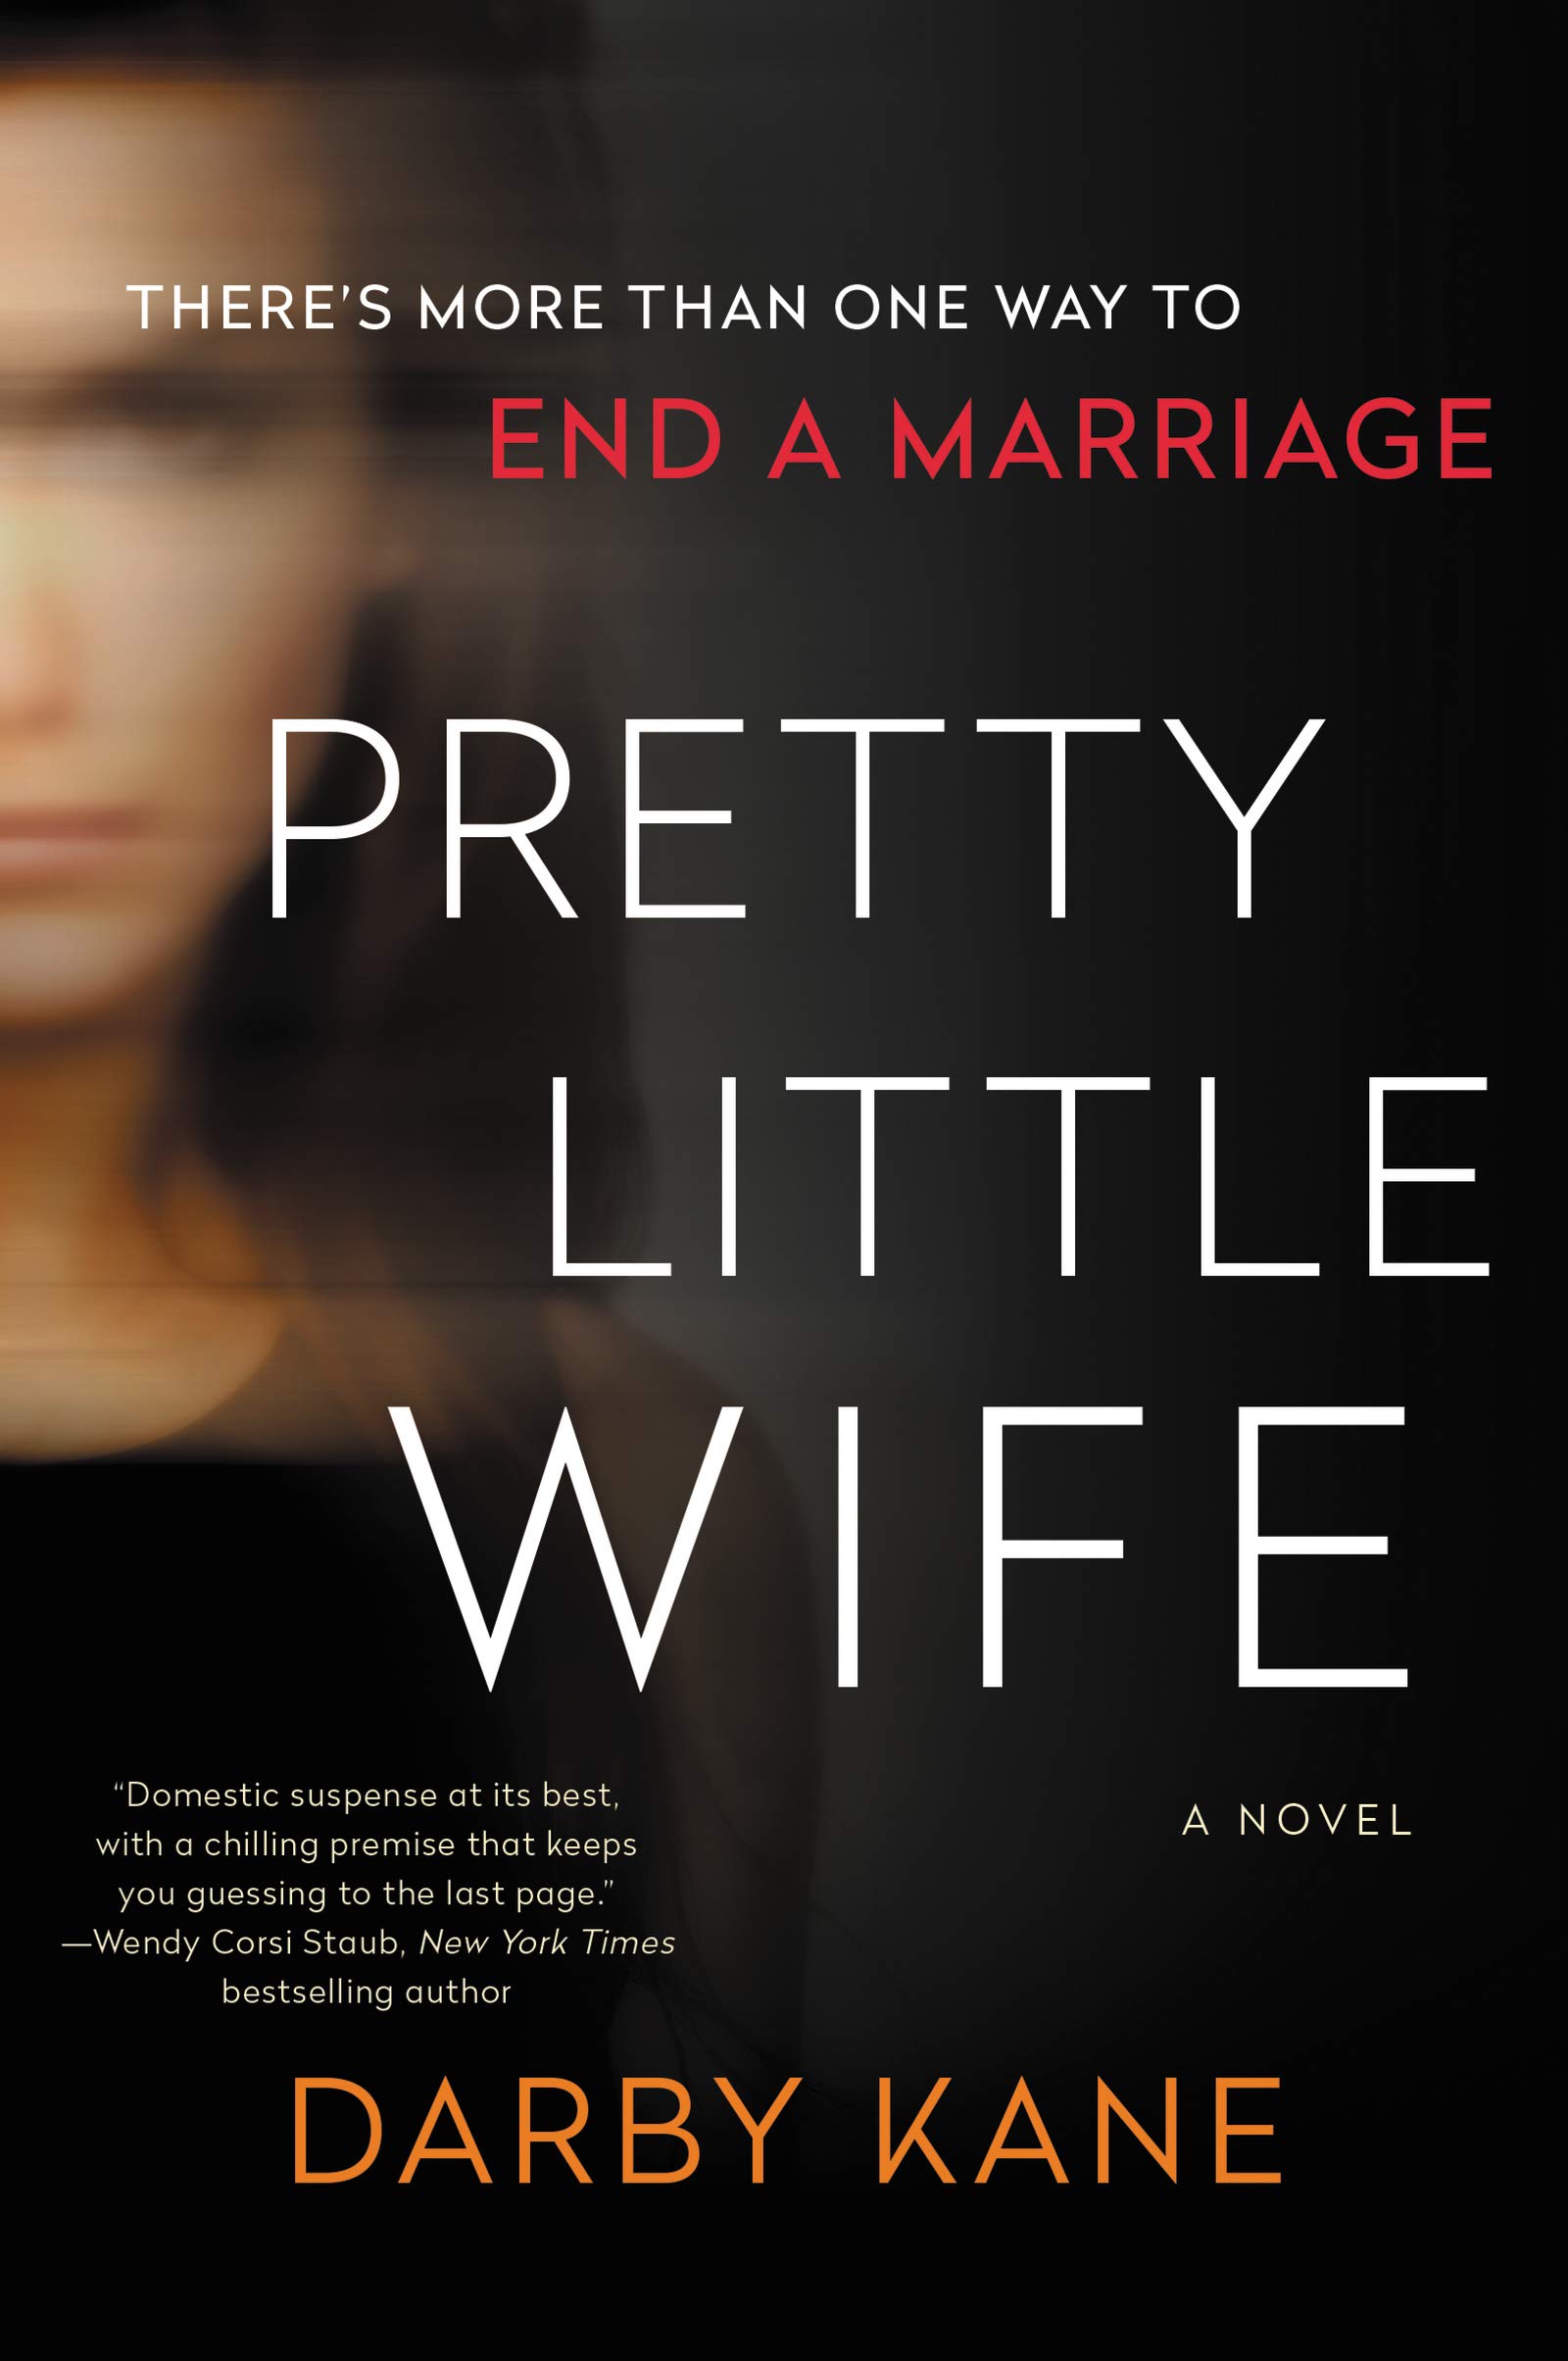 THERE’S MORE THAN ONE WAY TO
END A MARRIAGE
PRETTY
LITTLE
WIFE
“Domestic suspense at its best,
with a chilling premise that keeps
you guessing to the last page.”
—Wendy Corsi Staub, New York Times
bestselling author
A NOVEL
DARBY KANE